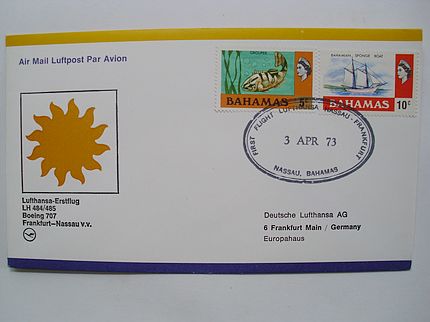 Air Mail Luftpost Par Avion
GROUPER
BAHAMAS 5c
BAHAMIAN SPONGE BOAT
BAHAMAS 10c
FIRST FLIGHT LUFTHANSA NASSAU - FRANKFURT
3 APR 73
NASSAU, BAHAMAS
Lufthansa-Erstflug
LH 484/485
Boeing 707
Frankfurt–Nassau v.v.
Deutsche Lufthansa AG
6 Frankfurt Main / Germany
Europahaus